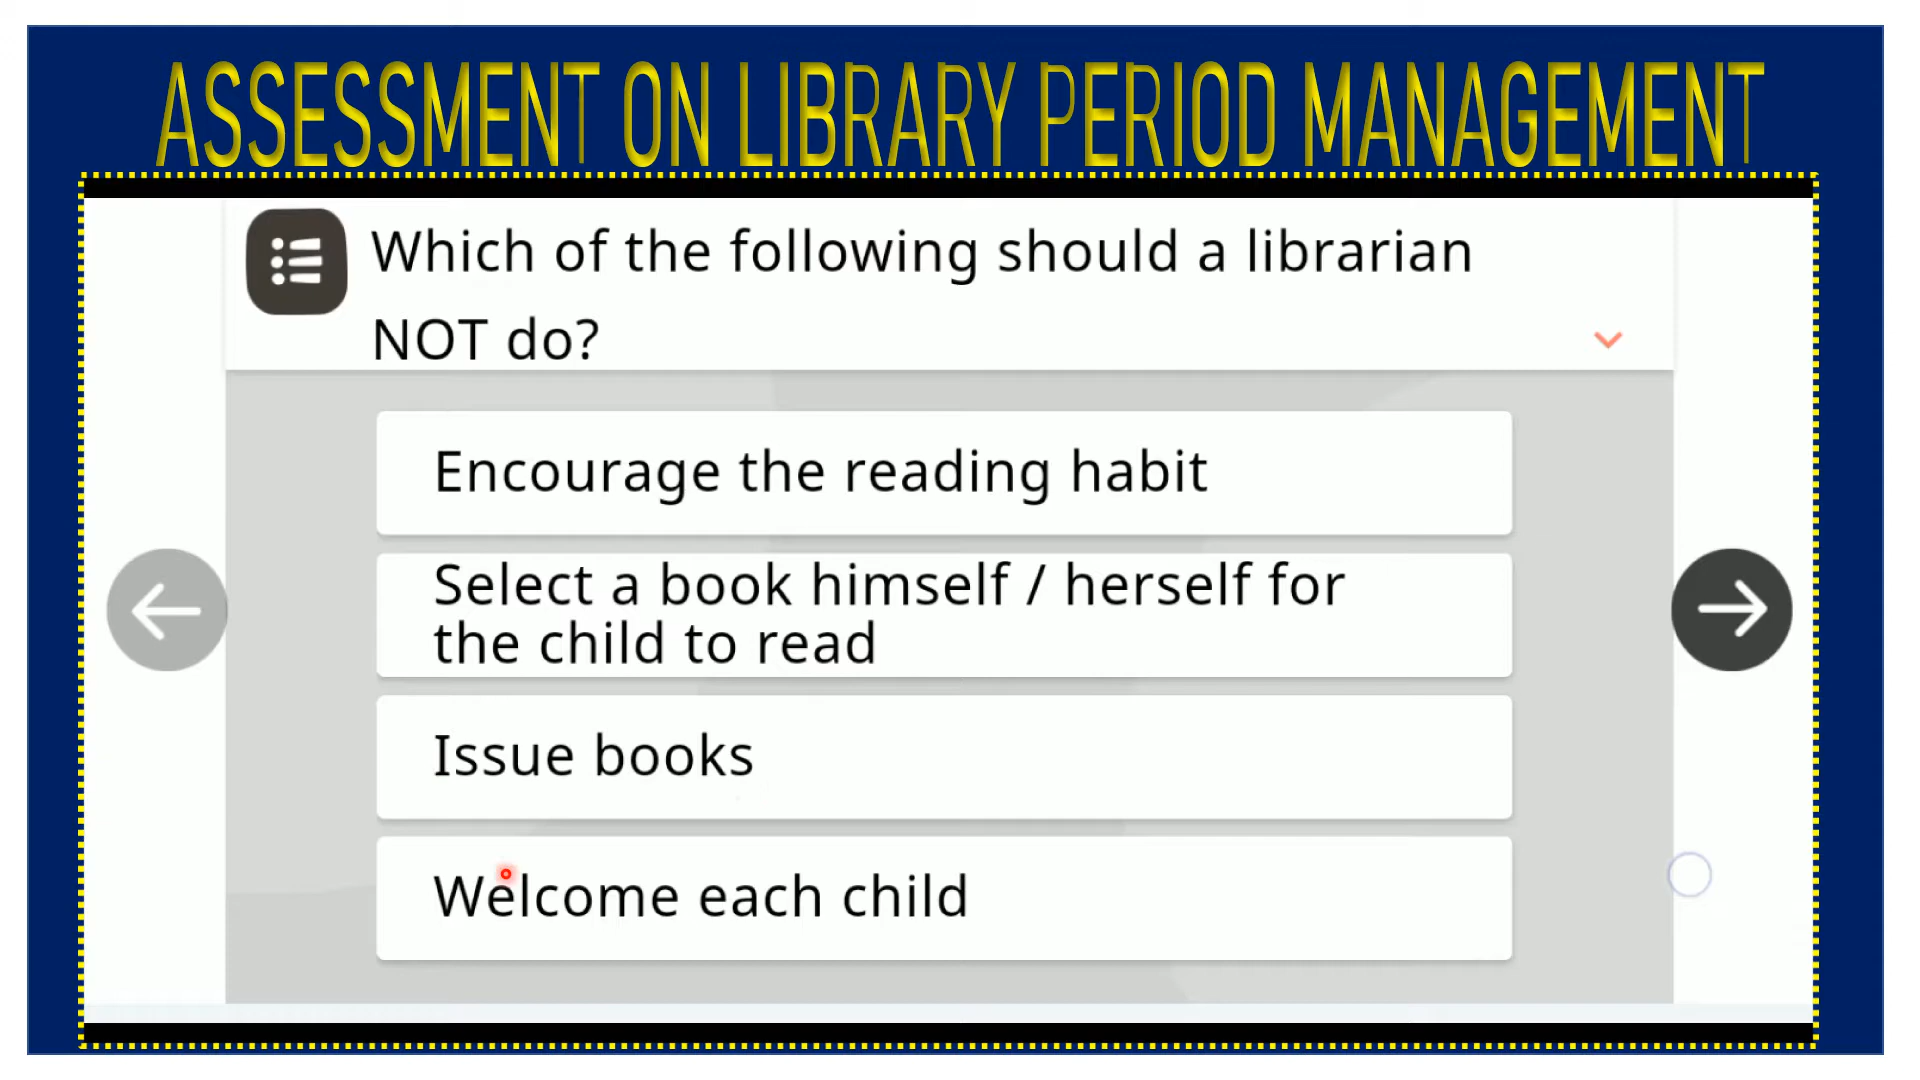 ASSESSMENT ON LIBRARY PERIOD MANAGEMENT
Which of the following should a librarian
NOT do?
Encourage the reading habit
Select a book himself / herself for
the child to read
Issue books
Welcome each child